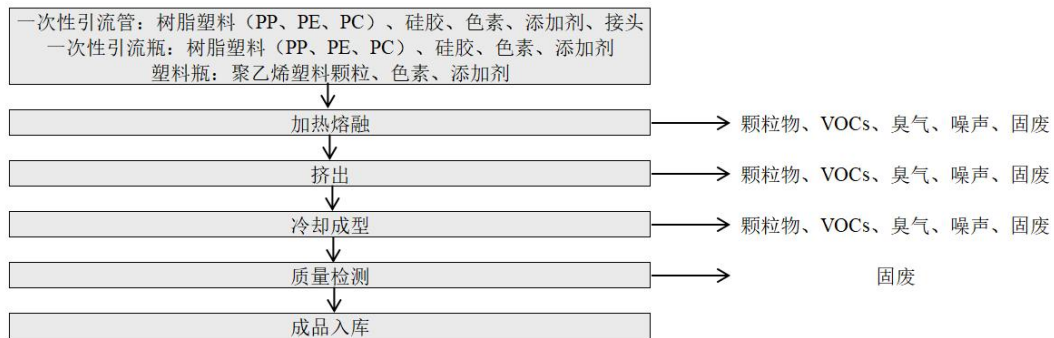 一次性引流管：树脂塑料（PP、PE、PC）、硅胶、色素、添加剂、接头
一次性引流瓶：树脂塑料（PP、PE、PC）、硅胶、色素、添加剂
塑料瓶：聚乙烯塑料颗粒、色素、添加剂
加热熔融
颗粒物、VOCs、臭气、噪声、固废
挤出
颗粒物、VOCs、臭气、噪声、固废
冷却成型
颗粒物、VOCs、臭气、噪声、固废
质量检测
固废
成品入库